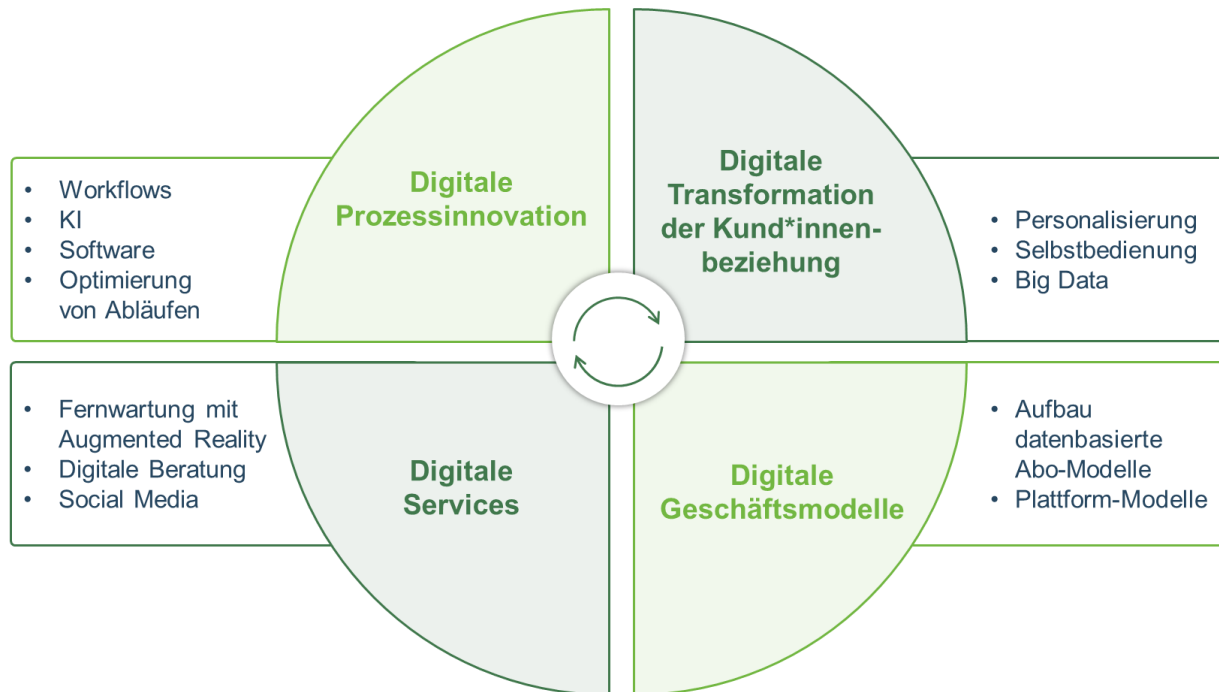 Digitale
Prozessinnovation
• Workflows
• KI
• Software
• Optimierung
von Abläufen
Digitale
Transformation
der Kund*innen-
beziehung
• Personalisierung
• Selbstbedienung
• Big Data
Digitale
Services
• Fernwartung mit
Augmented Reality
• Digitale Beratung
• Social Media
Digitale
Geschäftsmodelle
• Aufbau
datenbasierte
Abo-Modelle
• Plattform-Modelle